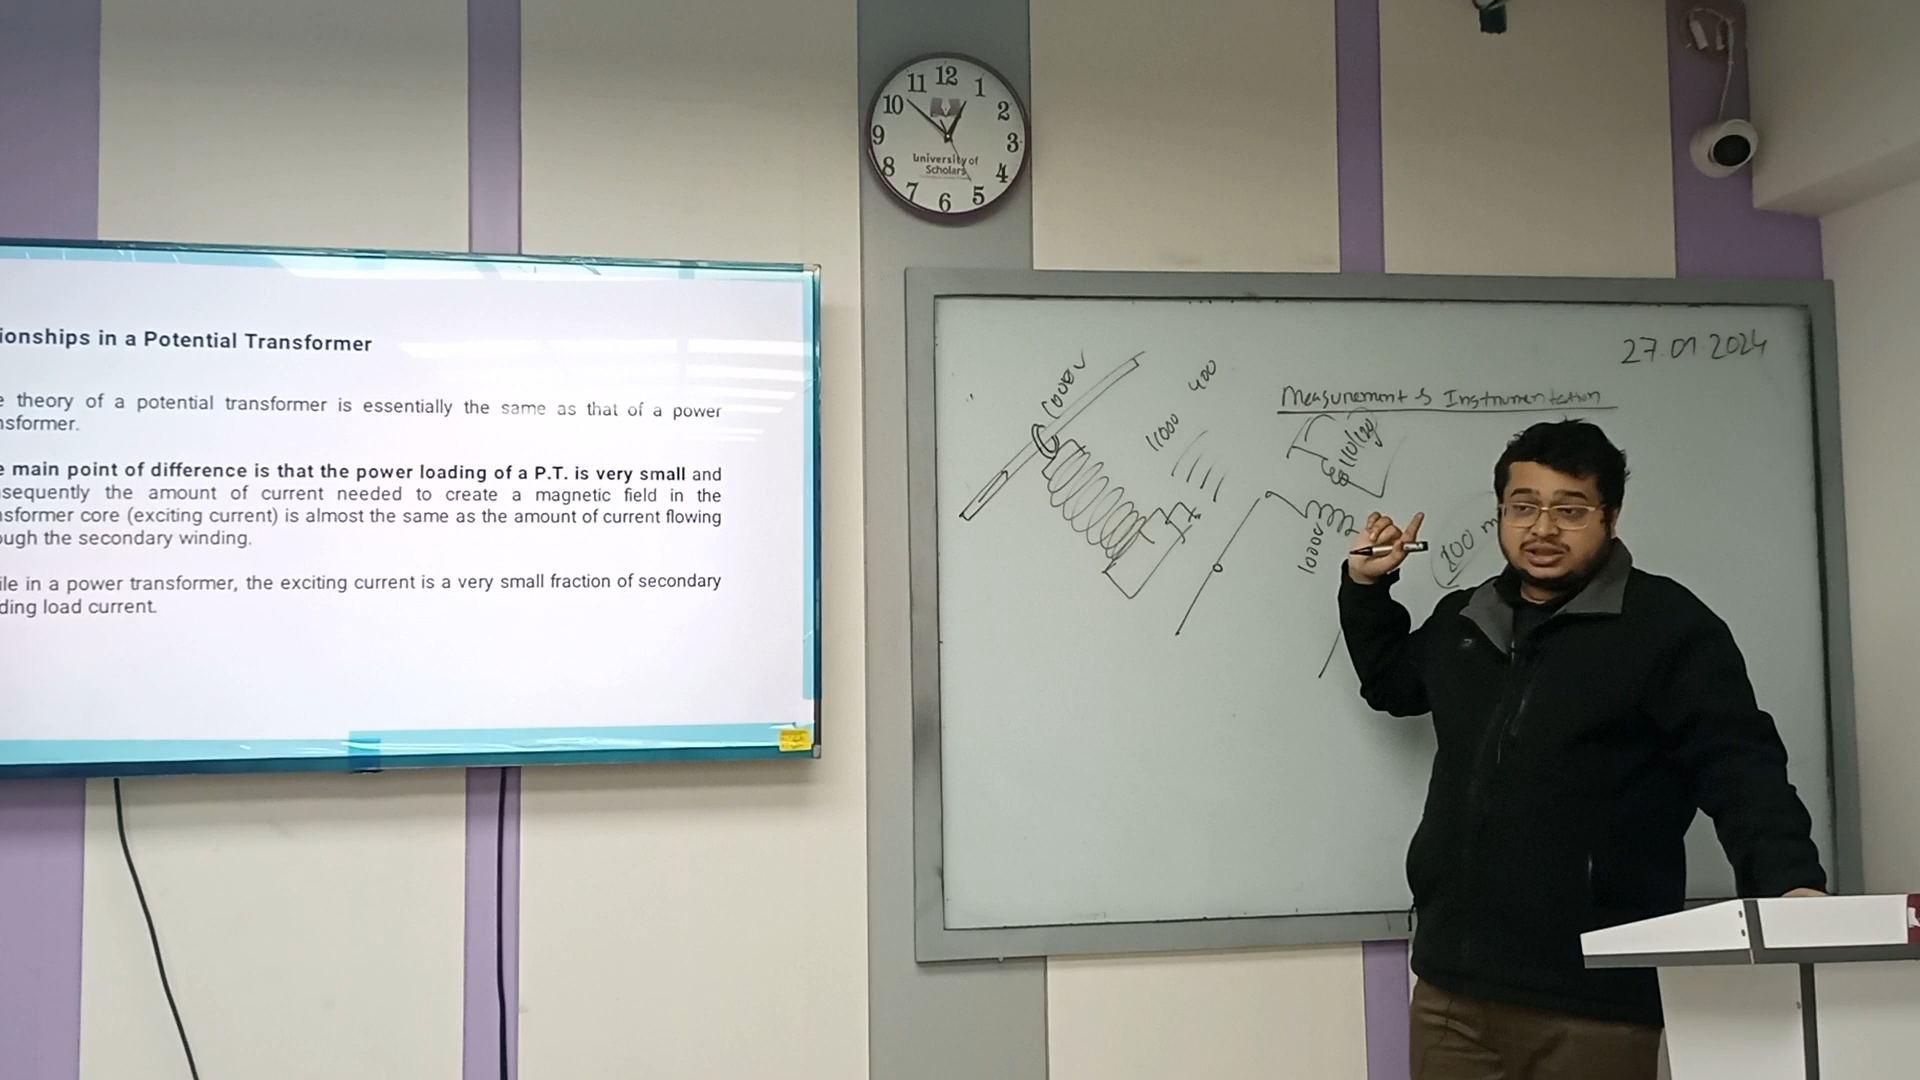 ionships in a Potential Transformer
e theory of a potential transformer is essentially the same as that of a power
nsformer.
e main point of difference is that the power loading of a P.T. is very small and
sequently the amount of current needed to create a magnetic field in the
nsformer core (exciting current) is almost the same as the amount of current flowing
ough the secondary winding.
ile in a power transformer, the exciting current is a very small fraction of secondary
ding load current.
11 12 1
10 2
9 3
8 4
7 6 5
University of
Scholars
27.01.2024
Measurement & Instrumentation
400
11000
110/120
10000